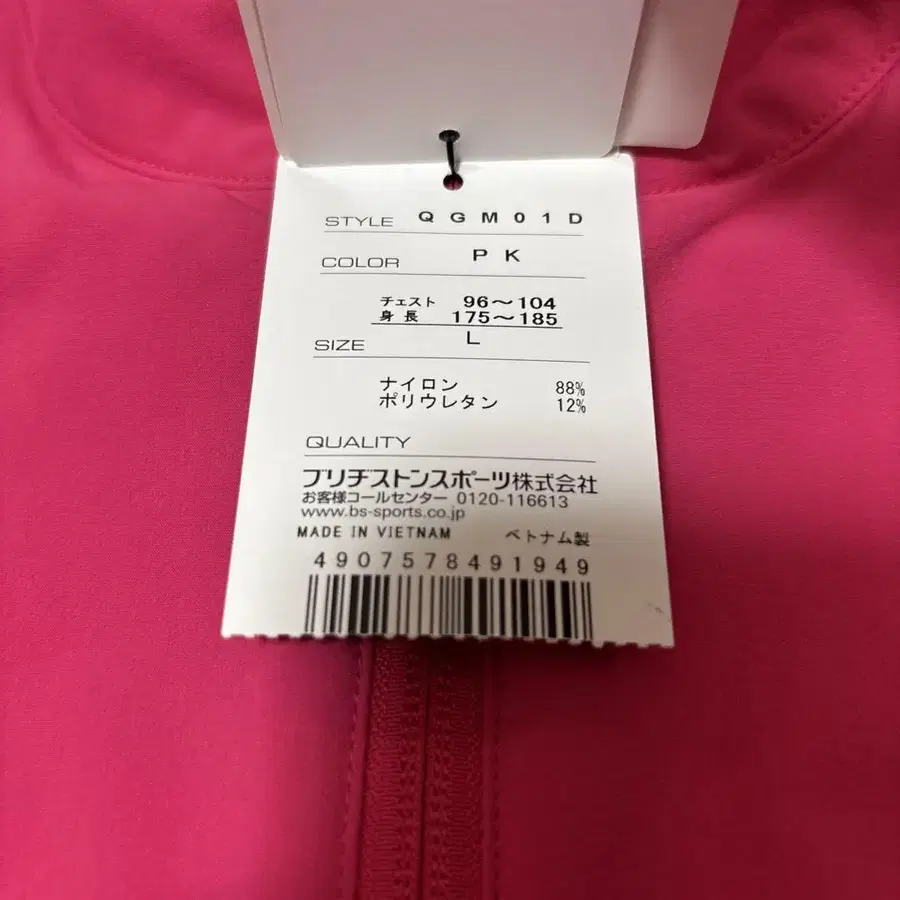 STYLE QGM01D
COLOR PK
チェスト 96～104
身長 175～185
SIZE L
ナイロン 88%
ポリウレタン 12%
QUALITY
ブリヂストンスポーツ株式会社
お客様コールセンター 0120-116613
www.bs-sports.co.jp
MADE IN VIETNAM ベトナム製
4907578491949